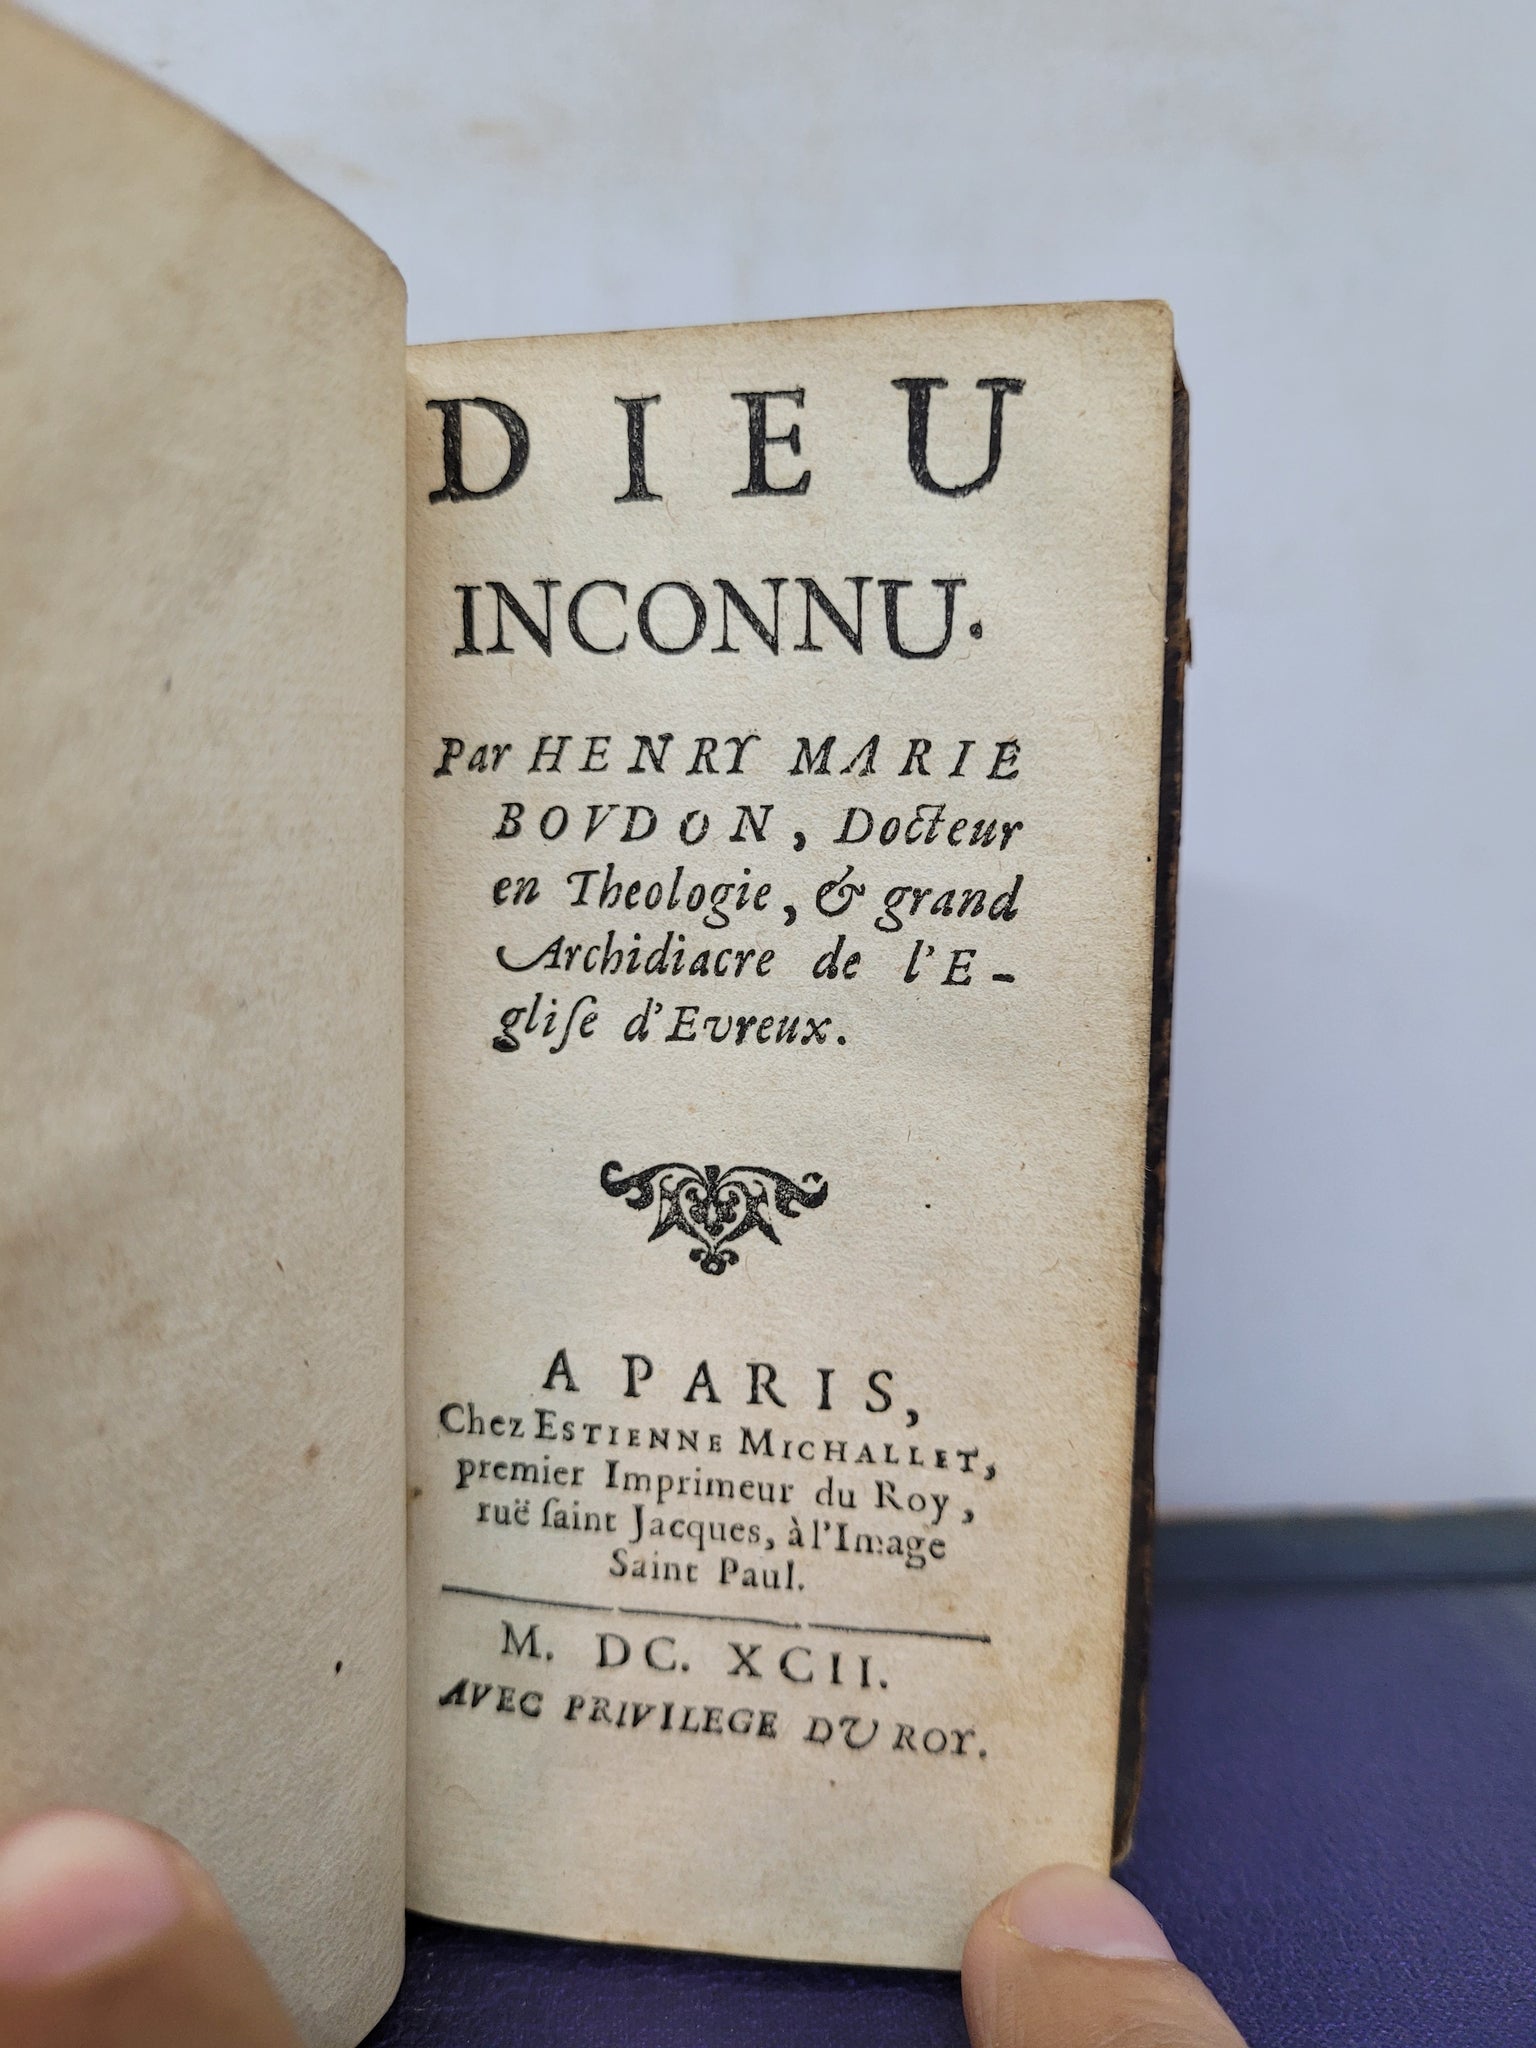 DIEU
INCONNU.
Par HENRY MARIE
BOVDON, Docteur
en Theologie, & grand
Archidiacre de l'E-
gliſe d'Evreux.
A PARIS,
Chez ESTIENNE MICHALLET,
premier Imprimeur du Roy,
ruë ſaint Jacques, à l'Image
Saint Paul.
M. DC. XCII.
AVEC PRIVILEGE DU ROY.